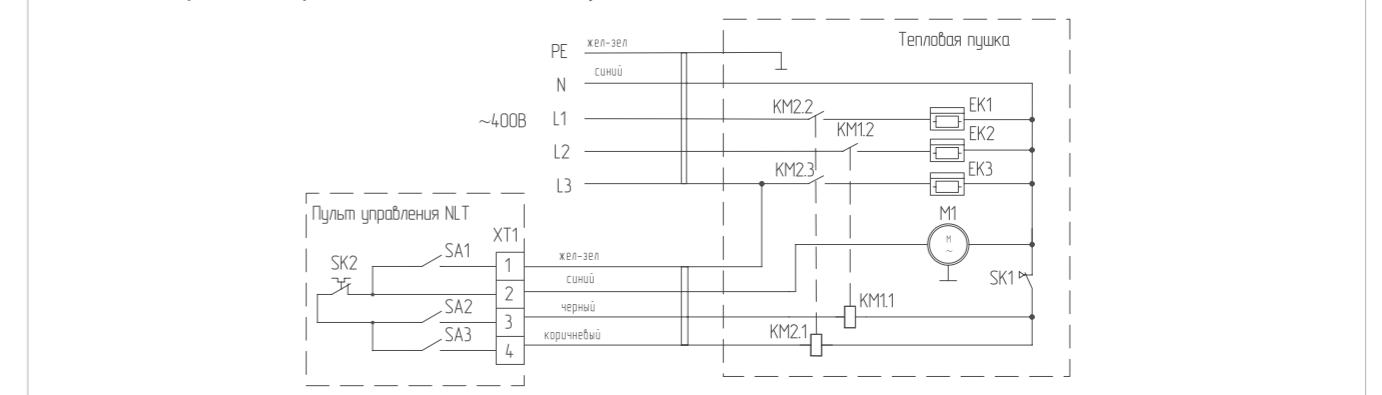 Тепловая пушка
PE жел-зел
N синий
~400В
L1 KM2.2 EK1
L2 KM1.2 EK2
L3 KM2.3 EK3
Пульт управления NLT
XT1
M1
М
~
SK2
SA1
1 жел-зел
2 синий
SK1
SA2
3 черный
KM1.1
SA3
4 коричневый
KM2.1